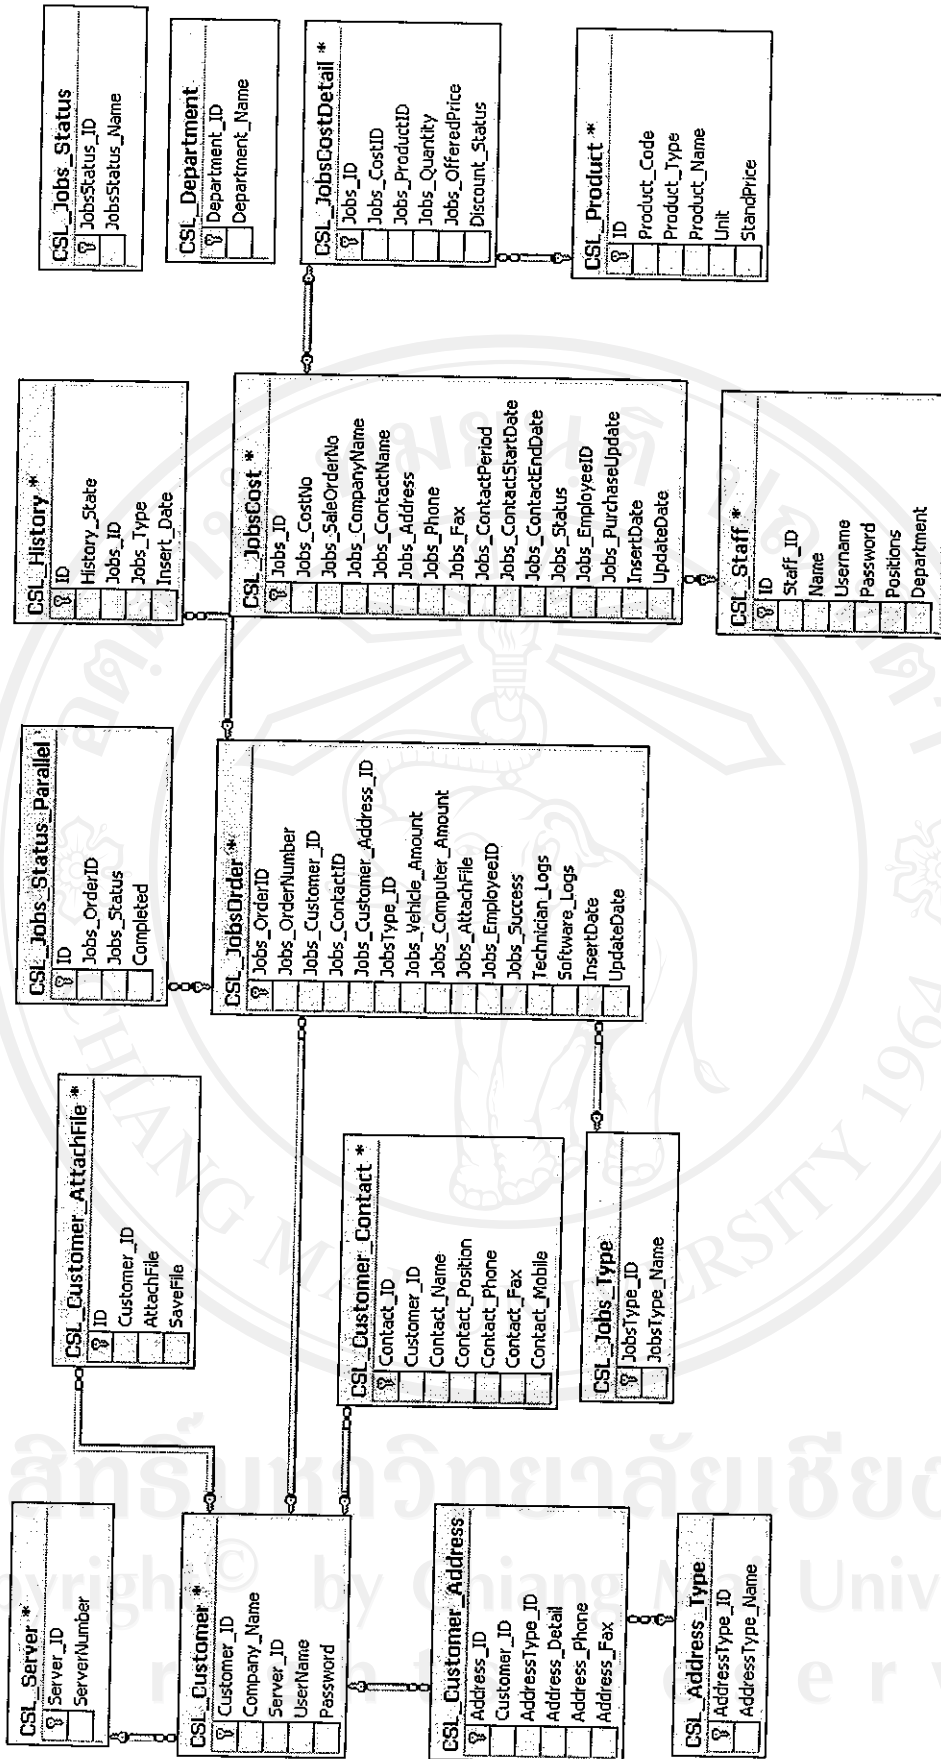 CSL_Server *
Server_ID
ServerNumber
CSL_Customer *
Customer_ID
Company_Name
Server_ID
UserName
Password
CSL_Customer_Address
Address_ID
Customer_ID
AddressType_ID
Address_Detail
Address_Phone
Address_Fax
CSL_Address_Type
AddressType_ID
AddressType_Name
CSL_Customer_AttachFile *
ID
Customer_ID
AttachFile
SaveFile
CSL_Customer_Contact *
Contact_ID
Customer_ID
Contact_Name
Contact_Position
Contact_Phone
Contact_Fax
Contact_Mobile
CSL_Jobs_Type
JobsType_ID
JobsType_Name
CSL_Jobs_Status_Parallel
ID
Jobs_OrderID
Jobs_Status
Completed
CSL_JobsOrder *
Jobs_OrderID
Jobs_OrderNumber
Jobs_Customer_ID
Jobs_ContactID
Jobs_Customer_Address_ID
JobsType_ID
Jobs_Vehicle_Amount
Jobs_Computer_Amount
Jobs_AttachFile
Jobs_EmployeeID
Jobs_Success
Technician_Logs
Software_Logs
InsertDate
UpdateDate
CSL_History *
ID
History_State
Jobs_ID
Jobs_Type
Insert_Date
CSL_JobsCost *
Jobs_ID
Jobs_CostNo
Jobs_SaleOrderNo
Jobs_CompanyName
Jobs_ContactName
Jobs_Address
Jobs_Phone
Jobs_Fax
Jobs_ContactPeriod
Jobs_ContactStartDate
Jobs_ContactEndDate
Jobs_Status
Jobs_EmployeeID
Jobs_PurchaseUpdate
InsertDate
UpdateDate
CSL_Staff *
ID
Staff_ID
Name
Username
Password
Positions
Department
CSL_Jobs_Status
JobsStatus_ID
JobsStatus_Name
CSL_Department
Department_ID
Department_Name
CSL_JobsCostDetail *
Jobs_ID
Jobs_CostID
Jobs_ProductID
Jobs_Quantity
Jobs_OfferedPrice
Discount_Status
CSL_Product *
ID
Product_Code
Product_Type
Product_Name
Unit
StandPrice